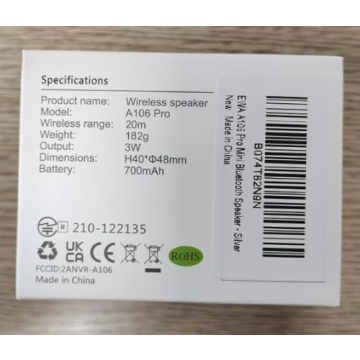 Specifications
Product name: Wireless speaker
Model: A106 Pro
Wireless range: 20m
Weight: 182g
Output: 3W
Dimensions: H40*Φ48mm
Battery: 700mAh
R 210-122135
UK CA CE RoHS
FCCID:2ANVR-A106
Made in China
B074T62N9N
EWA A106 Pro Mini Bluetooth Speaker - Silver
New Made in China